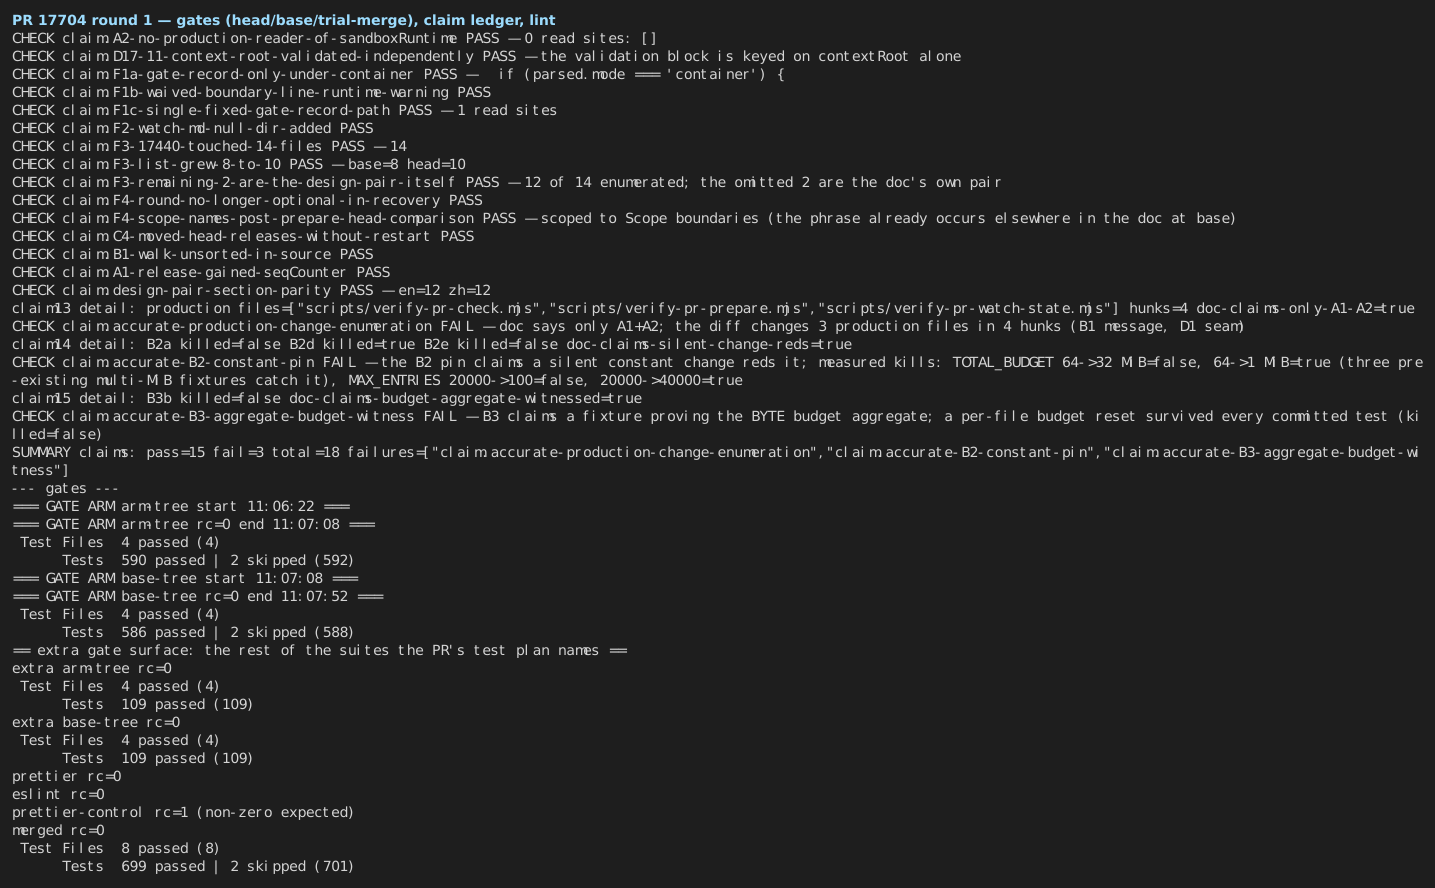 PR 17704 round 1 — gates (head/base/trial-merge), claim ledger, lint
CHECK claim:A2-no-production-reader-of-sandboxRuntime PASS — 0 read sites: []
CHECK claim:D17-11-context-root-validated-independently PASS — the validation block is keyed on contextRoot alone
CHECK claim:F1a-gate-record-only-under-container PASS —  if (parsed.mode === 'container') {
CHECK claim:F1b-waived-boundary-line-runtime-warning PASS
CHECK claim:F1c-single-fixed-gate-record-path PASS — 1 read sites
CHECK claim:F2-watch-md-null-dir-added PASS
CHECK claim:F3-17440-touched-14-files PASS — 14
CHECK claim:F3-list-grew-8-to-10 PASS — base=8 head=10
CHECK claim:F3-remaining-2-are-the-design-pair-itself PASS — 12 of 14 enumerated; the omitted 2 are the doc's own pair
CHECK claim:F4-round-no-longer-optional-in-recovery PASS
CHECK claim:F4-scope-names-post-prepare-head-comparison PASS — scoped to Scope boundaries (the phrase already occurs elsewhere in the doc at base)
CHECK claim:C4-moved-head-releases-without-restart PASS
CHECK claim:B1-walk-unsorted-in-source PASS
CHECK claim:A1-release-gained-seqCounter PASS
CHECK claim:design-pair-section-parity PASS — en=12 zh=12
claim13 detail: production files=["scripts/verify-pr-check.mjs","scripts/verify-pr-prepare.mjs","scripts/verify-pr-watch-state.mjs"] hunks=4 doc-claims-only-A1-A2=true
CHECK claim:accurate-production-change-enumeration FAIL — doc says only A1+A2; the diff changes 3 production files in 4 hunks (B1 message, D1 seam)
claim14 detail: B2a killed=false B2d killed=true B2e killed=false doc-claims-silent-change-reds=true
CHECK claim:accurate-B2-constant-pin FAIL — the B2 pin claims a silent constant change reds it; measured kills: TOTAL_BUDGET 64->32 MiB=false, 64->1 MiB=true (three pre
-existing multi-MiB fixtures catch it), MAX_ENTRIES 20000->100=false, 20000->40000=true
claim15 detail: B3b killed=false doc-claims-budget-aggregate-witnessed=true
CHECK claim:accurate-B3-aggregate-budget-witness FAIL — B3 claims a fixture proving the BYTE budget aggregate; a per-file budget reset survived every committed test (ki
lled=false)
SUMMARY claims: pass=15 fail=3 total=18 failures=["claim:accurate-production-change-enumeration","claim:accurate-B2-constant-pin","claim:accurate-B3-aggregate-budget-wi
tness"]
--- gates ---
=== GATE ARM arm-tree start 11:06:22 ===
=== GATE ARM arm-tree rc=0 end 11:07:08 ===
Test Files  4 passed (4)
Tests  590 passed | 2 skipped (592)
=== GATE ARM base-tree start 11:07:08 ===
=== GATE ARM base-tree rc=0 end 11:07:52 ===
Test Files  4 passed (4)
Tests  586 passed | 2 skipped (588)
== extra gate surface: the rest of the suites the PR's test plan names ==
extra arm-tree rc=0
Test Files  4 passed (4)
Tests  109 passed (109)
extra base-tree rc=0
Test Files  4 passed (4)
Tests  109 passed (109)
prettier rc=0
eslint rc=0
prettier-control rc=1 (non-zero expected)
merged rc=0
Test Files  8 passed (8)
Tests  699 passed | 2 skipped (701)